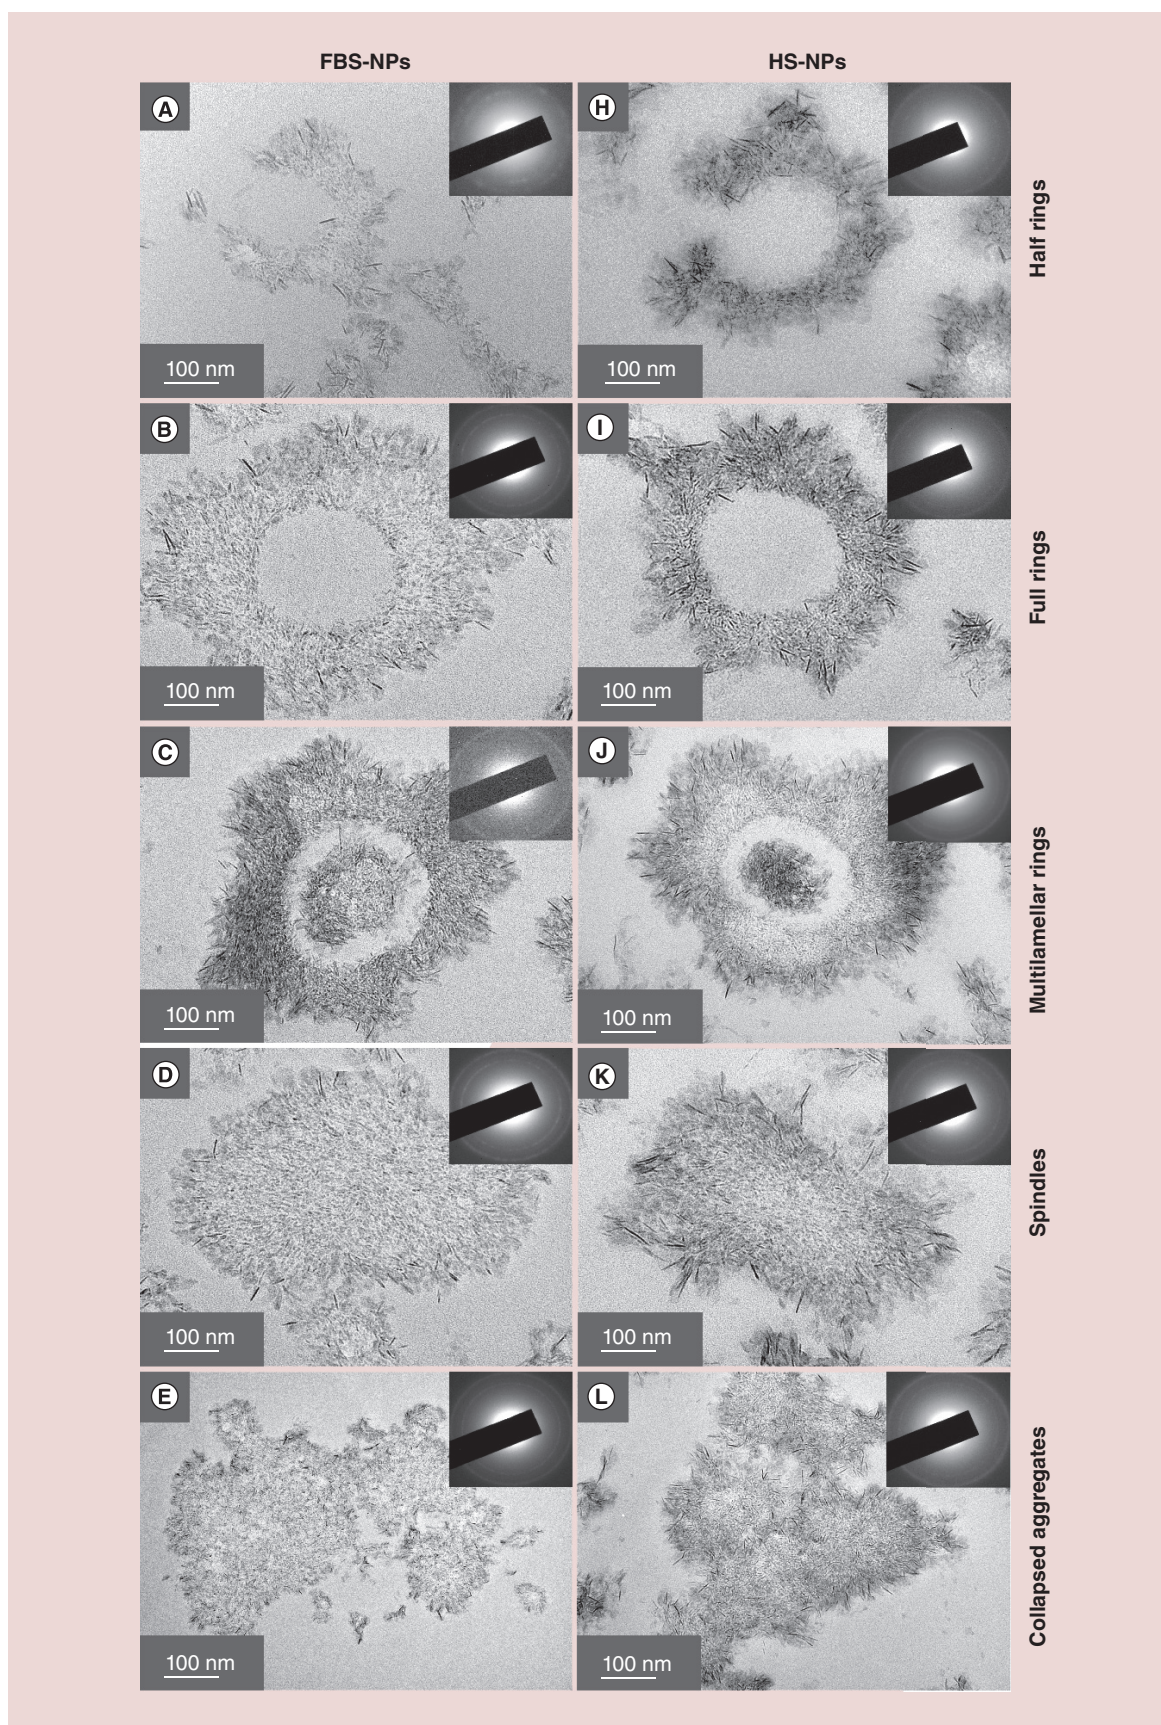 FBS-NPs
HS-NPs
A
100 nm
H
100 nm
Half rings
B
100 nm
I
100 nm
Full rings
C
100 nm
J
100 nm
Multilamellar rings
D
100 nm
K
100 nm
Spindles
E
100 nm
L
100 nm
Collapsed aggregates